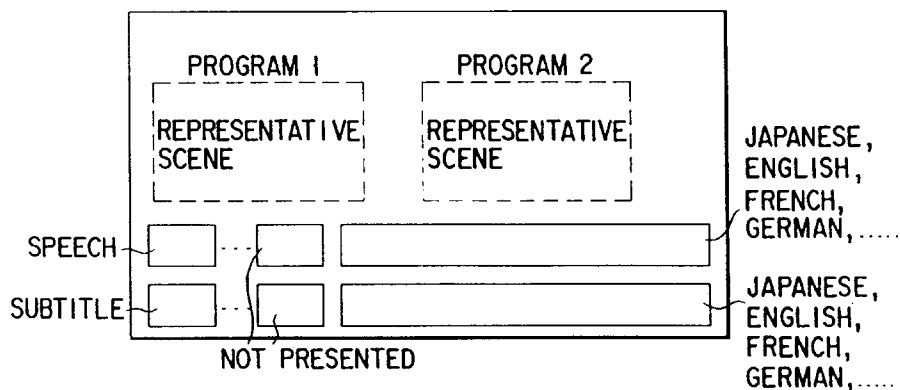 PROGRAM 1
PROGRAM 2
REPRESENTATIVE
SCENE
REPRESENTATIVE
SCENE
JAPANESE,
ENGLISH,
FRENCH,
GERMAN, .....
SPEECH
SUBTITLE
JAPANESE,
ENGLISH,
FRENCH,
GERMAN, .....
NOT PRESENTED